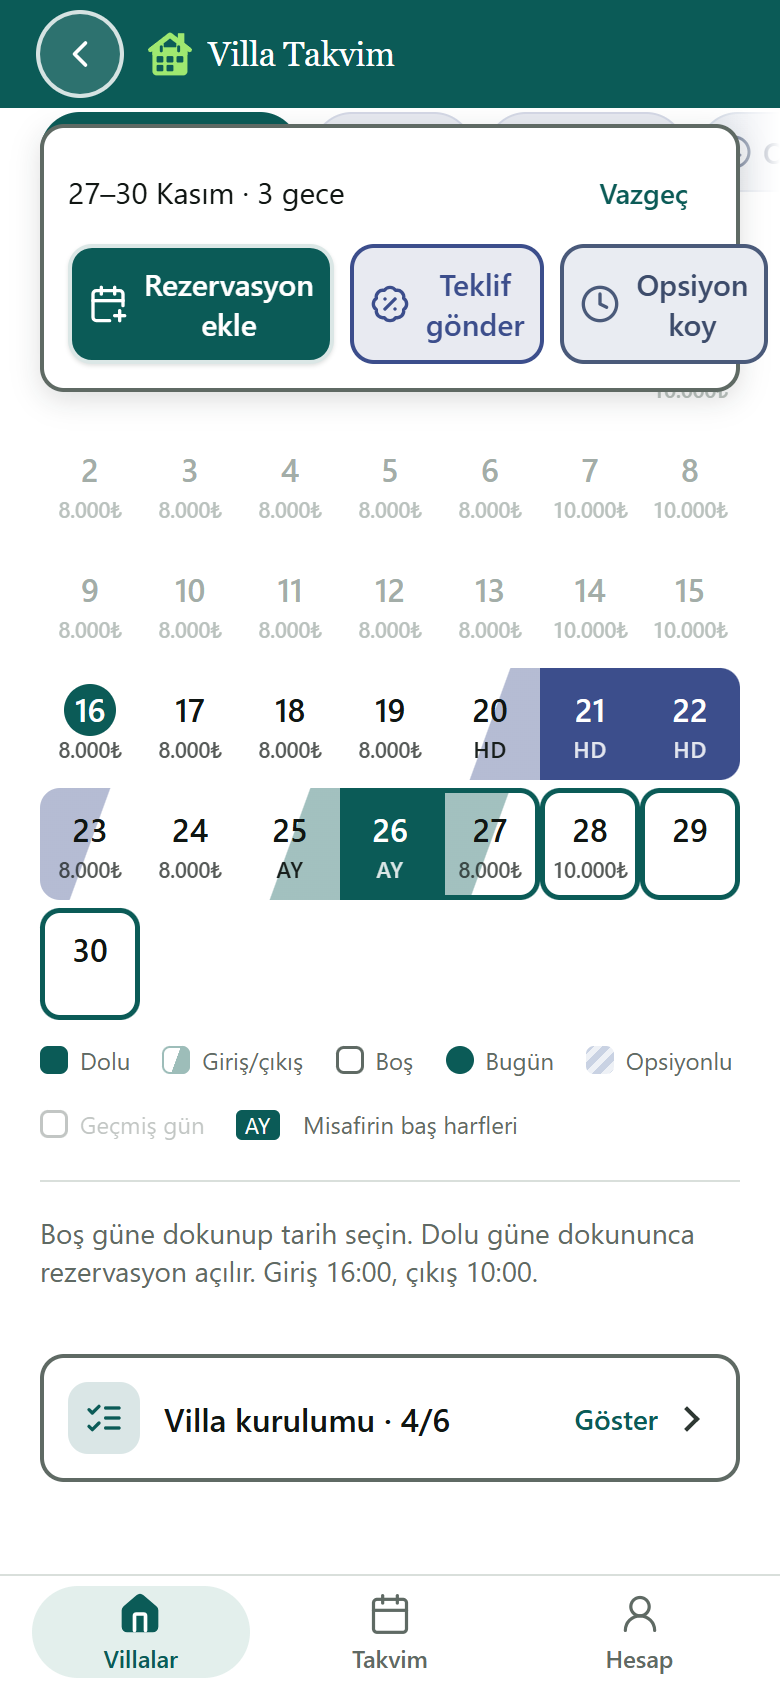 Villa Takvim
27–30 Kasım · 3 gece
Vazgeç
Rezervasyon
ekle
Teklif
gönder
Opsiyon
koy
2 3 4 5 6 7 8
8.000₺ 8.000₺ 8.000₺ 8.000₺ 8.000₺ 10.000₺ 10.000₺
9 10 11 12 13 14 15
8.000₺ 8.000₺ 8.000₺ 8.000₺ 8.000₺ 10.000₺ 10.000₺
16 17 18 19 20 21 22
8.000₺ 8.000₺ 8.000₺ 8.000₺ HD HD HD
23 24 25 26 27 28 29
8.000₺ 8.000₺ AY AY 8.000₺ 10.000₺
30
Dolu Giriş/çıkış Boş Bugün Opsiyonlu
Geçmiş gün AY Misafirin baş harfleri
Boş güne dokunup tarih seçin. Dolu güne dokununca
rezervasyon açılır. Giriş 16:00, çıkış 10:00.
Villa kurulumu · 4/6
Göster
Villalar Takvim Hesap